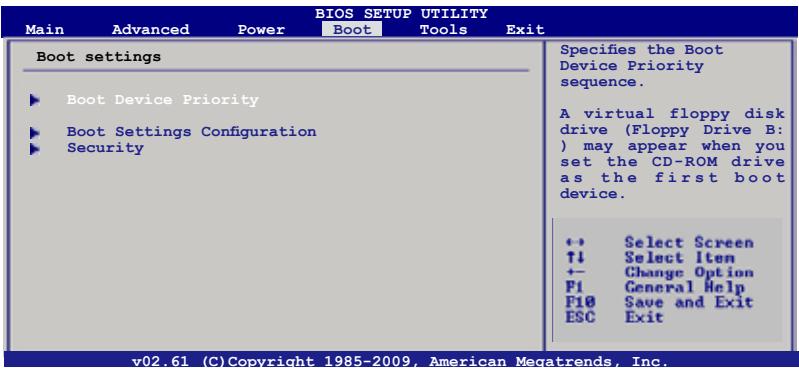 BIOS SETUP UTILITY
Main Advanced Power Boot Tools Exit
Boot settings
Boot Device Priority
Boot Settings Configuration
Security
Specifies the Boot
Device Priority
sequence.
A virtual floppy disk
drive (Floppy Drive B:
) may appear when you
set the CD-ROM drive
as the first boot
device.
←→ Select Screen
↑↓ Select Item
+- Change Option
F1 General Help
F10 Save and Exit
ESC Exit
v02.61 (C)Copyright 1985-2009, American Megatrends, Inc.